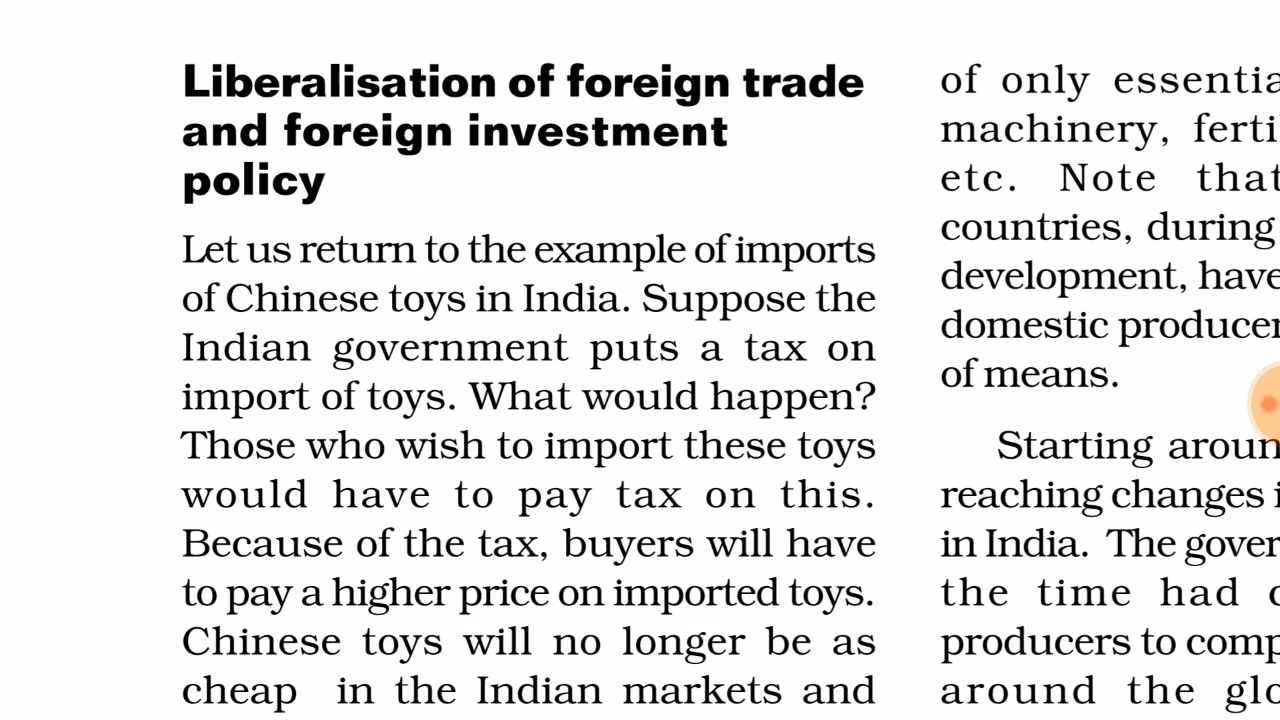 Liberalisation of foreign trade
and foreign investment
policy
Let us return to the example of imports
of Chinese toys in India. Suppose the
Indian government puts a tax on
import of toys. What would happen?
Those who wish to import these toys
would have to pay tax on this.
Because of the tax, buyers will have
to pay a higher price on imported toys.
Chinese toys will no longer be as
cheap in the Indian markets and
of only
machinery,
etc. Note that
countries, during
development, have
domestic
of means.
Starting
reaching changes
in India. The
the time had
producers to
around the